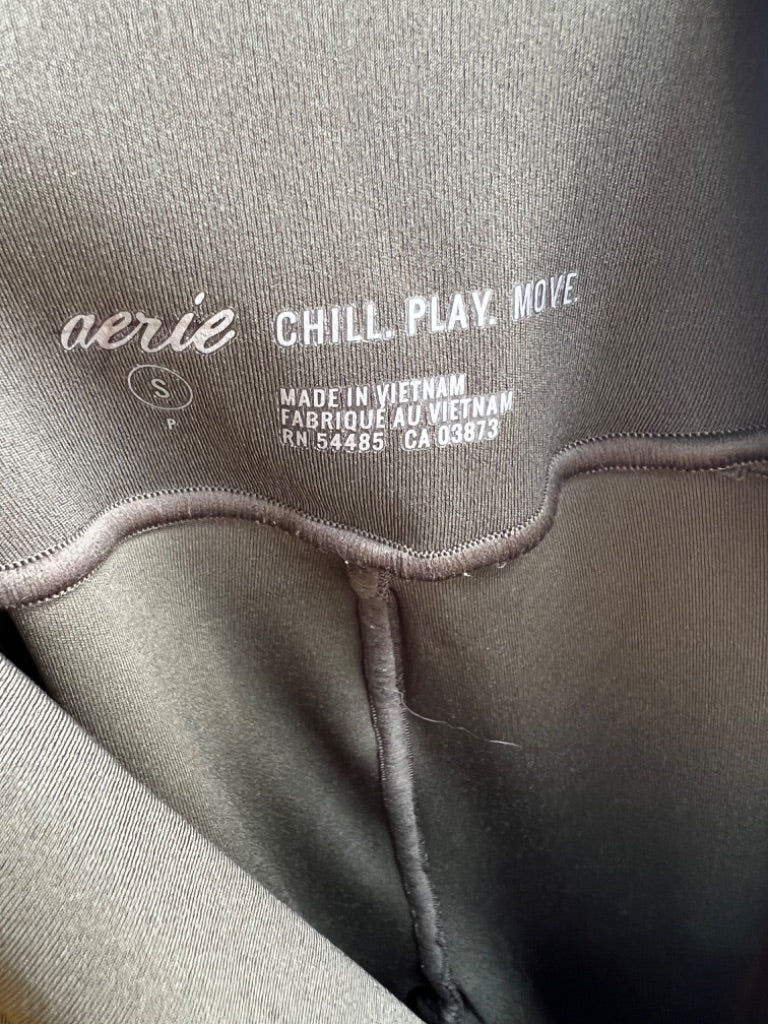 aerie CHILL. PLAY. MOVE.
S
P
MADE IN VIETNAM
FABRIQUÉ AU VIETNAM
RN 54485 CA 03873